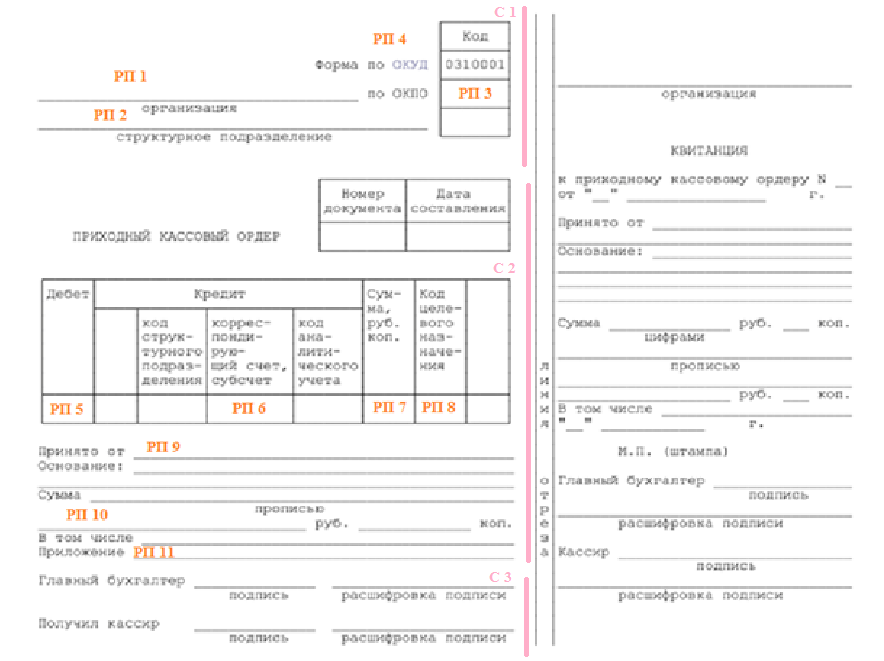 С 1
РП 4
Код
Форма по ОКУД 0310001
РП 1
по ОКПО РП 3
организация
РП 2
структурное подразделение
Номер документа
Дата составления
ПРИХОДНЫЙ КАССОВЫЙ ОРДЕР
С 2
Дебет
Кредит
Сум-
ма,
руб.
коп.
Код
целе-
вого
наз-
наче-
ния
код
струк-
турного
подраз-
деления
коррес-
понди-
рую-
щий счет,
субсчет
код
ана-
лити-
ческого
учета
РП 5 РП 6 РП 7 РП 8
Принято от РП 9
Основание:
Сумма
прописью
РП 10
руб. коп.
В том числе
Приложение РП 11
С 3
Главный бухгалтер
подпись расшифровка подписи
Получил кассир
подпись расшифровка подписи
линия отреза
организация
КВИТАНЦИЯ
к приходному кассовому ордеру N __
от "__" ____ г.
Принято от
Основание:
Сумма ____ руб. ___ коп.
цифрами
прописью
руб. ___ коп.
В том числе
"__" ____ г.
М.П. (штампа)
Главный бухгалтер
подпись
расшифровка подписи
Кассир
подпись
расшифровка подписи